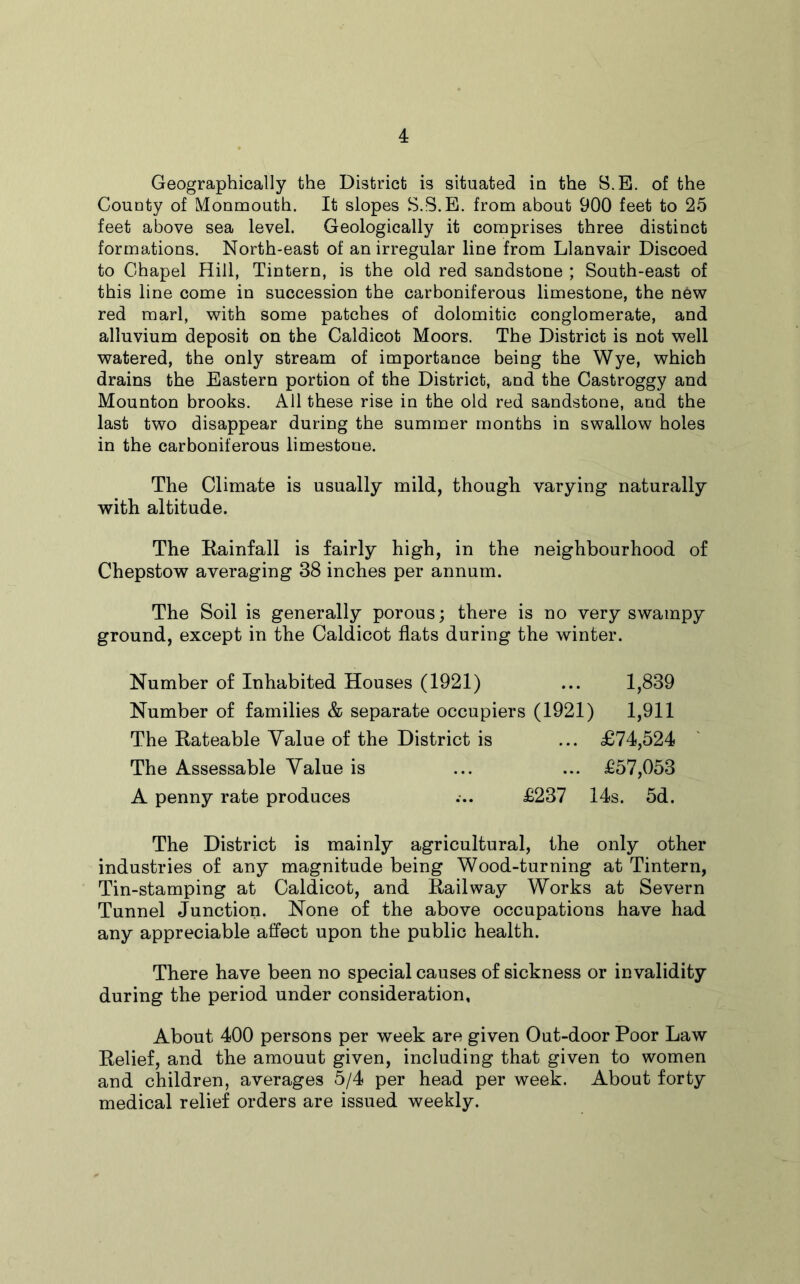 4
Geographically the District is situated in the S.E. of the
County of Monmouth. It slopes S.S.E. from about 900 feet to 25
feet above sea level. Geologically it comprises three distinct
formations. North-east of an irregular line from Llanvair Discoed
to Chapel Hill, Tintern, is the old red sandstone ; South-east of
this line come in succession the carboniferous limestone, the new
red marl, with some patches of dolomitic conglomerate, and
alluvium deposit on the Caldicot Moors. The District is not well
watered, the only stream of importance being the Wye, which
drains the Eastern portion of the District, and the Castroggy and
Mounton brooks. All these rise in the old red sandstone, and the
last two disappear during the summer months in swallow holes
in the carboniferous limestone.
The Climate is usually mild, though varying naturally
with altitude.
The Rainfall is fairly high, in the neighbourhood of
Chepstow averaging 38 inches per annum.
The Soil is generally porous; there is no very swampy
ground, except in the Caldicot flats during the winter.
Number of Inhabited Houses (1921) ... 1,839
Number of families & separate occupiers (1921) 1,911
The Rateable Value of the District is ... £74,524
The Assessable Value is ... ... £57,053
A penny rate produces ... £237 14s. 5d.
The District is mainly agricultural, the only other
industries of any magnitude being Wood-turning at Tintern,
Tin-stamping at Caldicot, and Railway Works at Severn
Tunnel Junction. None of the above occupations have had
any appreciable affect upon the public health.
There have been no special causes of sickness or invalidity
during the period under consideration,
About 400 persons per week are given Out-door Poor Law
Relief, and the amouut given, including that given to women
and children, averages 5/4 per head per week. About forty
medical relief orders are issued weekly.